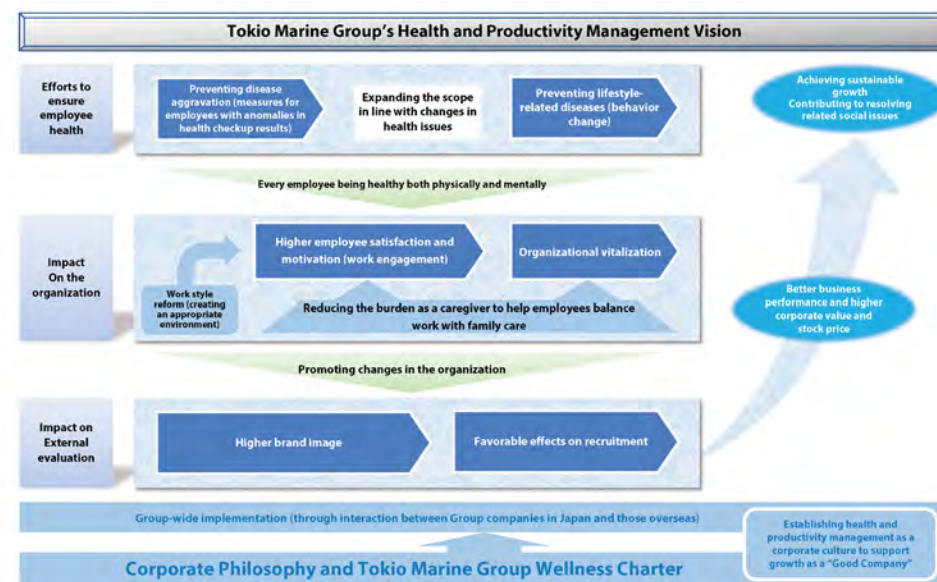 Tokio Marine Group's Health and Productivity Management Vision
Efforts to
ensure
employee
health
Preventing disease
aggravation (measures for
employees with anomalies in
health checkup results)
Expanding the scope
in line with changes in
health issues
Preventing lifestyle-
related diseases (behavior
change)
Achieving sustainable
growth
Contributing to resolving
related social issues
Every employee being healthy both physically and mentally
Impact
On the
organization
Work style
reform (creating
an appropriate
environment)
Higher employee satisfaction and
motivation (work engagement)
Organizational vitalization
Reducing the burden as a caregiver to help employees balance
work with family care
Better business
performance and higher
corporate value and
stock price
Promoting changes in the organization
Impact on
External
evaluation
Higher brand image
Favorable effects on recruitment
Group-wide implementation (through interaction between Group companies in Japan and those overseas)
Establishing health and
productivity management as a
corporate culture to support
growth as a "Good Company"
Corporate Philosophy and Tokio Marine Group Wellness Charter